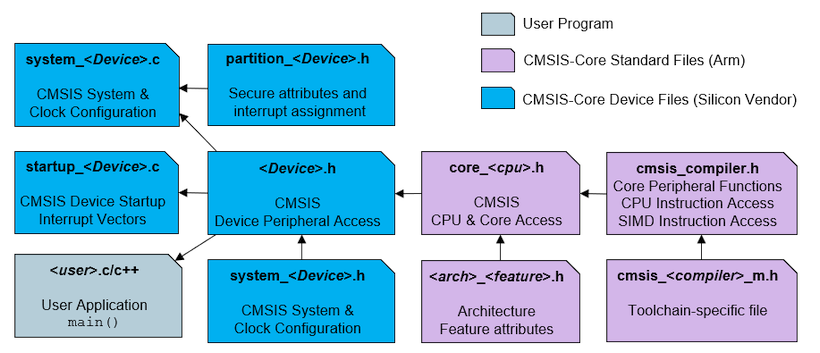 User Program
CMSIS-Core Standard Files (Arm)
CMSIS-Core Device Files (Silicon Vendor)
system_<Device>.c
CMSIS System &
Clock Configuration
partition_<Device>.h
Secure attributes and
interrupt assignment
startup_<Device>.c
CMSIS Device Startup
Interrupt Vectors
<Device>.h
CMSIS
Device Peripheral Access
core_<cpu>.h
CMSIS
CPU & Core Access
cmsis_compiler.h
Core Peripheral Functions
CPU Instruction Access
SIMD Instruction Access
<user>.c/c++
User Application
main()
system_<Device>.h
CMSIS System &
Clock Configuration
<arch>_<feature>.h
Architecture
Feature attributes
cmsis_<compiler>_m.h
Toolchain-specific file